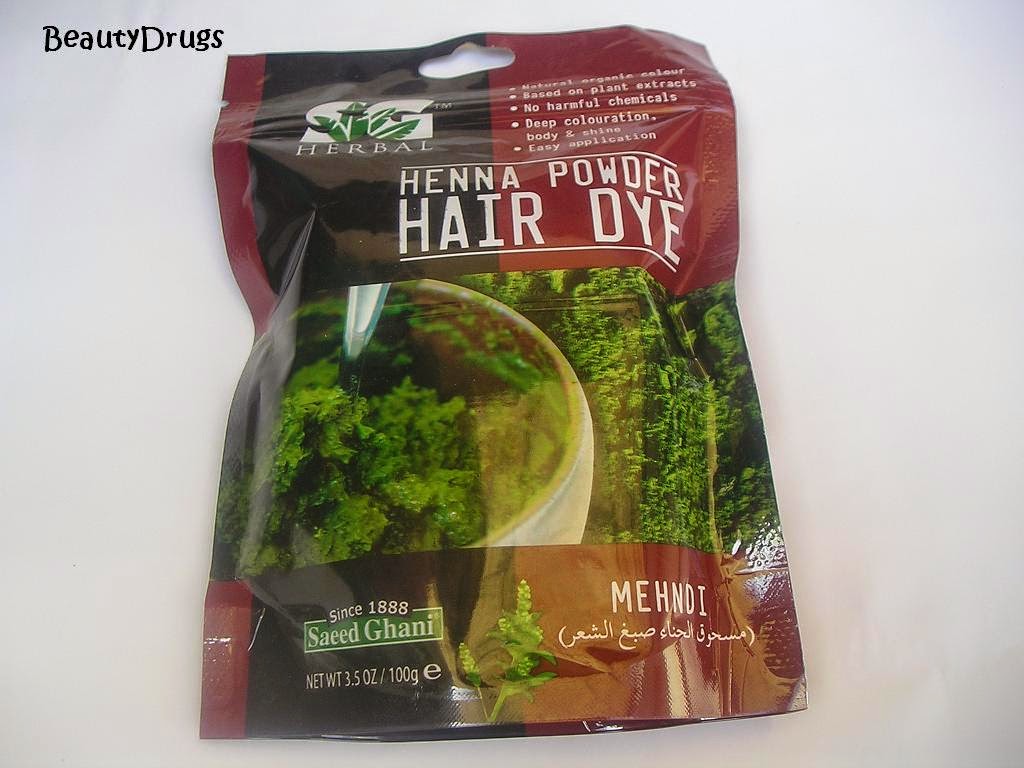 BeautyDrugs
SG™
HERBAL
• Natural organic colour
• Based on plant extracts
• No harmful chemicals
• Deep colouration,
body & shine
• Easy application
HENNA POWDER
HAIR DYE
MEHNDI
(مسحوق الحناء صبغ الشعر)
Since 1888
Saeed Ghani®
NET WT 3.5 OZ / 100g e